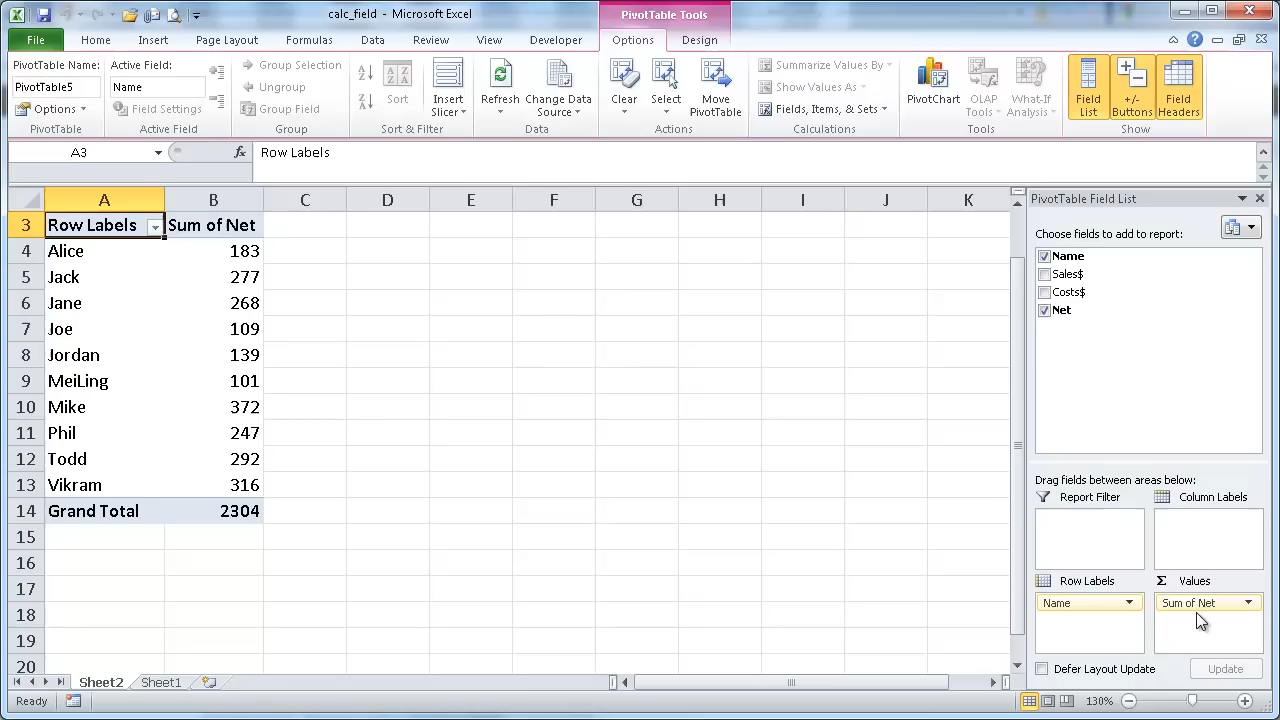 calc_field - Microsoft Excel
PivotTable Tools
File Home Insert Page Layout Formulas Data Review View Developer Options Design
PivotTable Name:
PivotTable5
Options
PivotTable
Active Field:
Name
Field Settings
Active Field
Group Selection
Ungroup
Group Field
Group
Sort
Insert
Slicer
Sort & Filter
Refresh
Change Data
Source
Data
Clear
Select
Move
PivotTable
Actions
Summarize Values By
Show Values As
Fields, Items, & Sets
Calculations
PivotChart
OLAP
Tools
What-If
Analysis
Tools
Field
List
+/-
Buttons
Field
Headers
Show
A3 fx Row Labels
A B C D E F G H I J K
3 Row Labels Sum of Net
4 Alice 183
5 Jack 277
6 Jane 268
7 Joe 109
8 Jordan 139
9 MeiLing 101
10 Mike 372
11 Phil 247
12 Todd 292
13 Vikram 316
14 Grand Total 2304
15
16
17
18
19
20
PivotTable Field List
Choose fields to add to report:
Name
Sales$
Costs$
Net
Drag fields between areas below:
Report Filter Column Labels
Row Labels Σ Values
Name Sum of Net
Defer Layout Update Update
Sheet2 Sheet1
Ready 130%